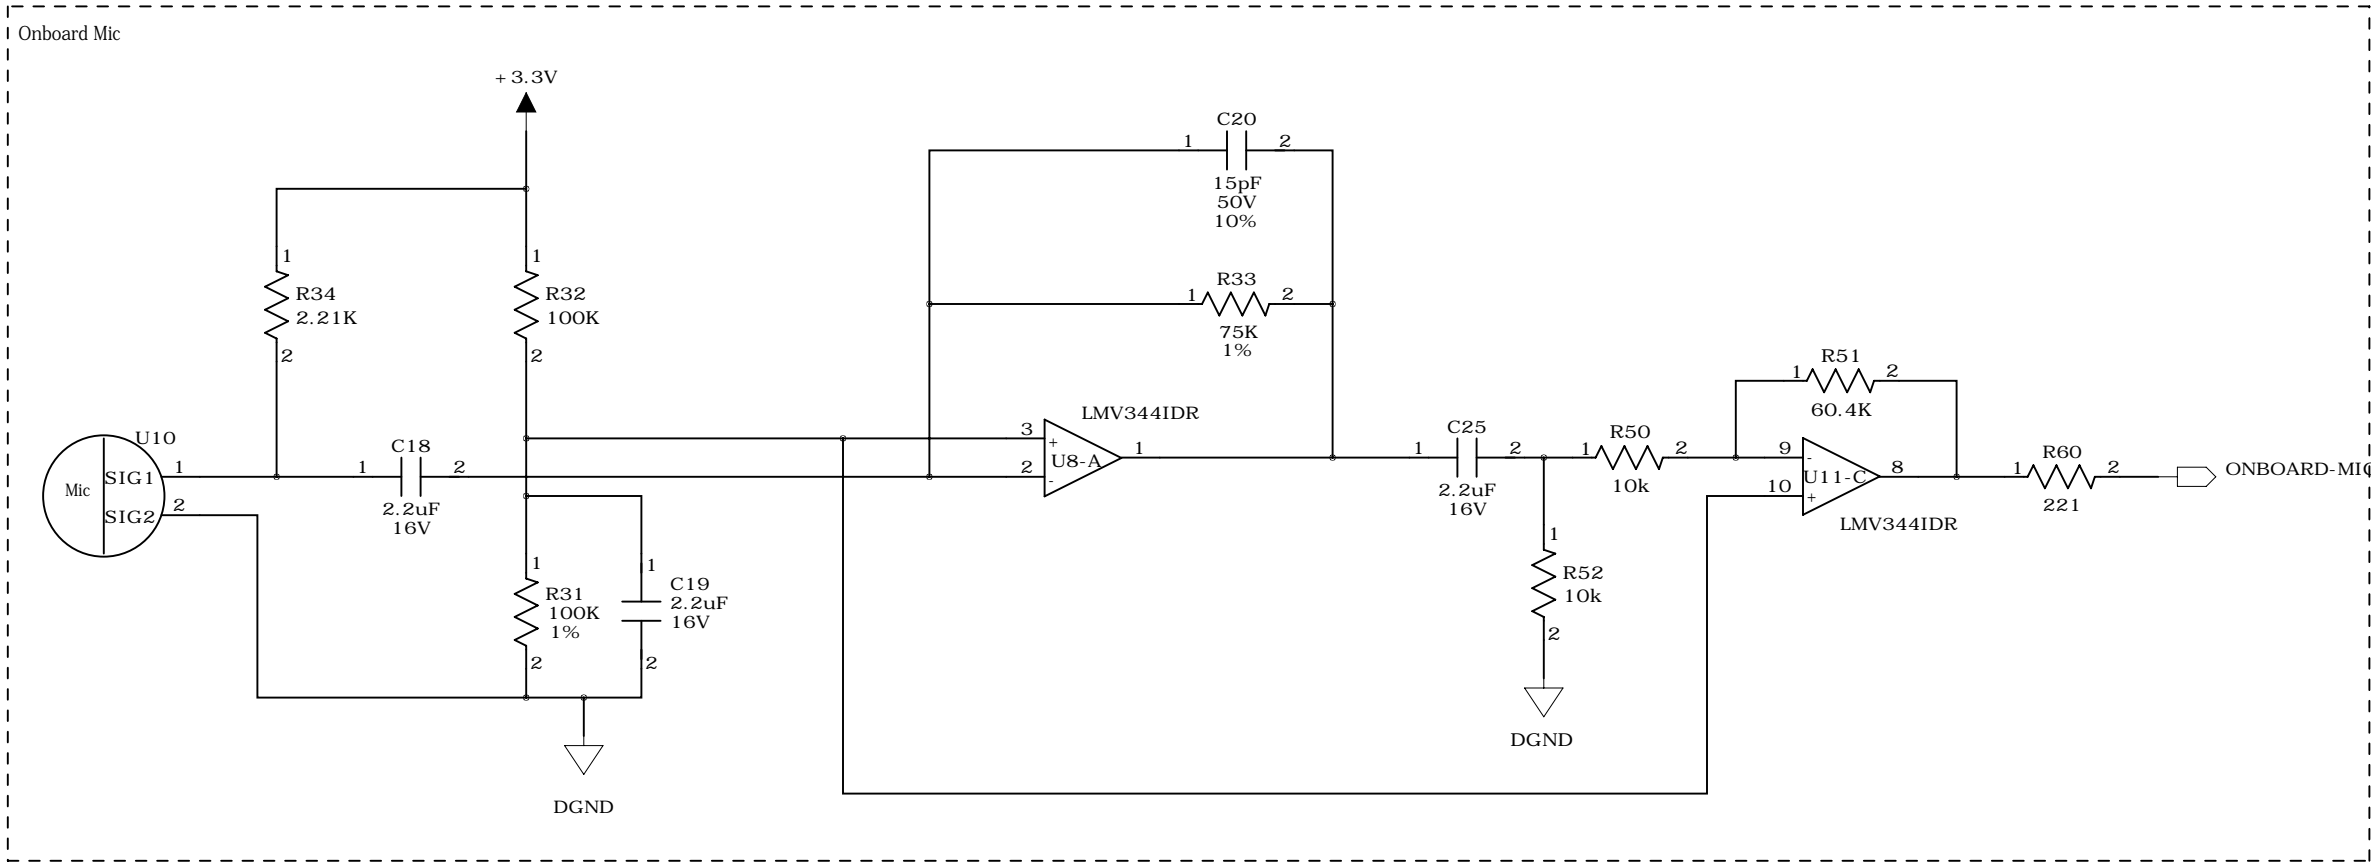 Onboard Mic
+3.3V
C20
1 2
15pF
50V
10%
1
R34
2.21K
2
1
R32
100K
2
R33
1 2
75K
1%
R51
1 2
60.4K
LMV344IDR
3
+
U8-A
1
2
-
U10
Mic
SIG1
1
SIG2
2
C18
1 2
2.2uF
16V
C25
1 2
2.2uF
16V
R50
1 2
10k
9
-
U11-C
8
10
+
LMV344IDR
R60
1 2
221
ONBOARD-MIC
1
R31
100K
1%
2
1
C19
2.2uF
16V
2
1
R52
10k
2
DGND
DGND